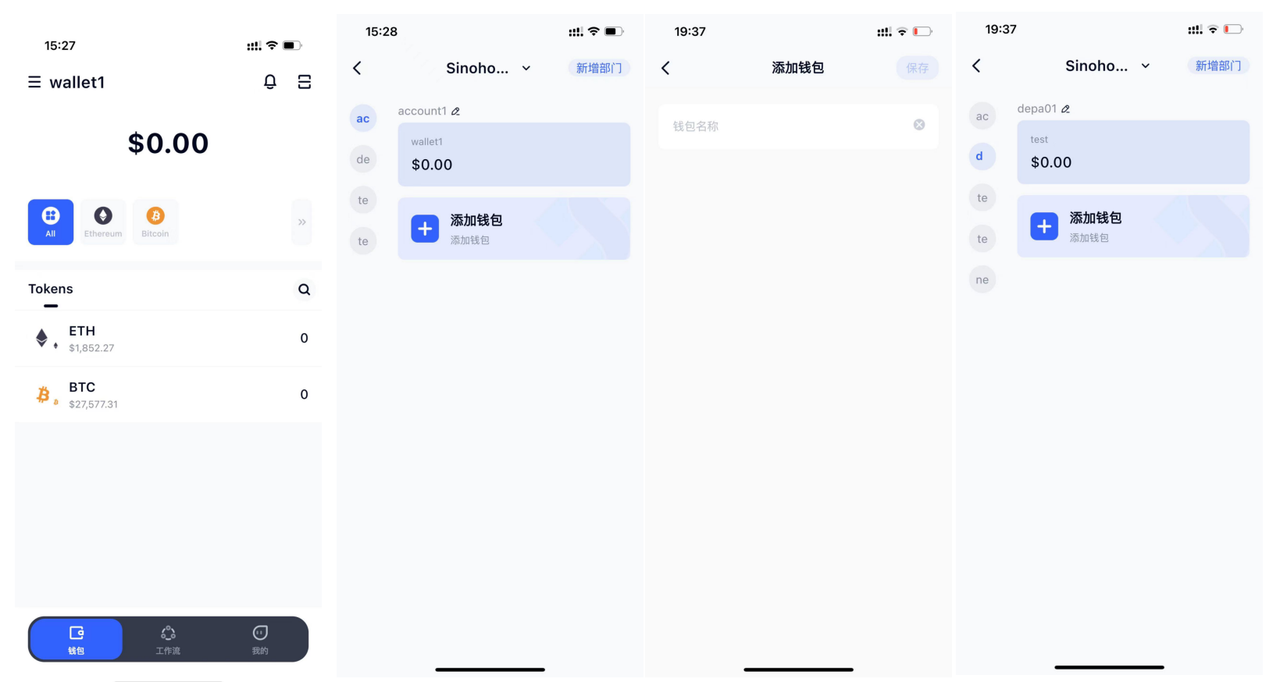 15:27
wallet1
$0.00
All
Ethereum
Bitcoin
Tokens
ETH
$1,852.27
0
BTC
$27,577.31
0
钱包
工作流
我的
15:28
Sinoho...
新增部门
ac
de
te
te
account1
wallet1
$0.00
添加钱包
添加钱包
19:37
添加钱包
保存
钱包名称
19:37
Sinoho...
新增部门
ac
d
te
te
ne
depa01
test
$0.00
添加钱包
添加钱包